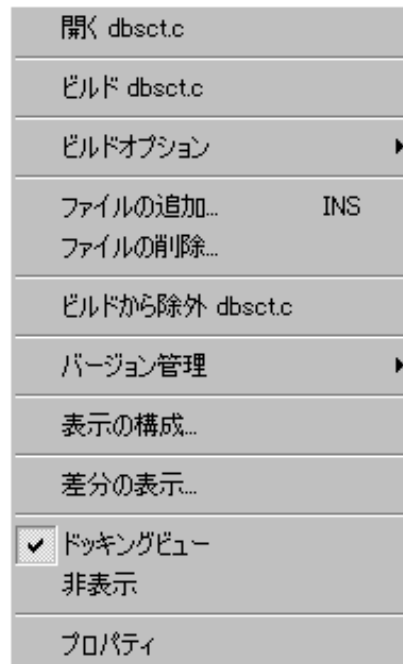 開く dbsct.c
ビルド dbsct.c
ビルドオプション
ファイルの追加... INS
ファイルの削除...
ビルドから除外 dbsct.c
バージョン管理
表示の構成...
差分の表示...
ドッキングビュー
非表示
プロパティ